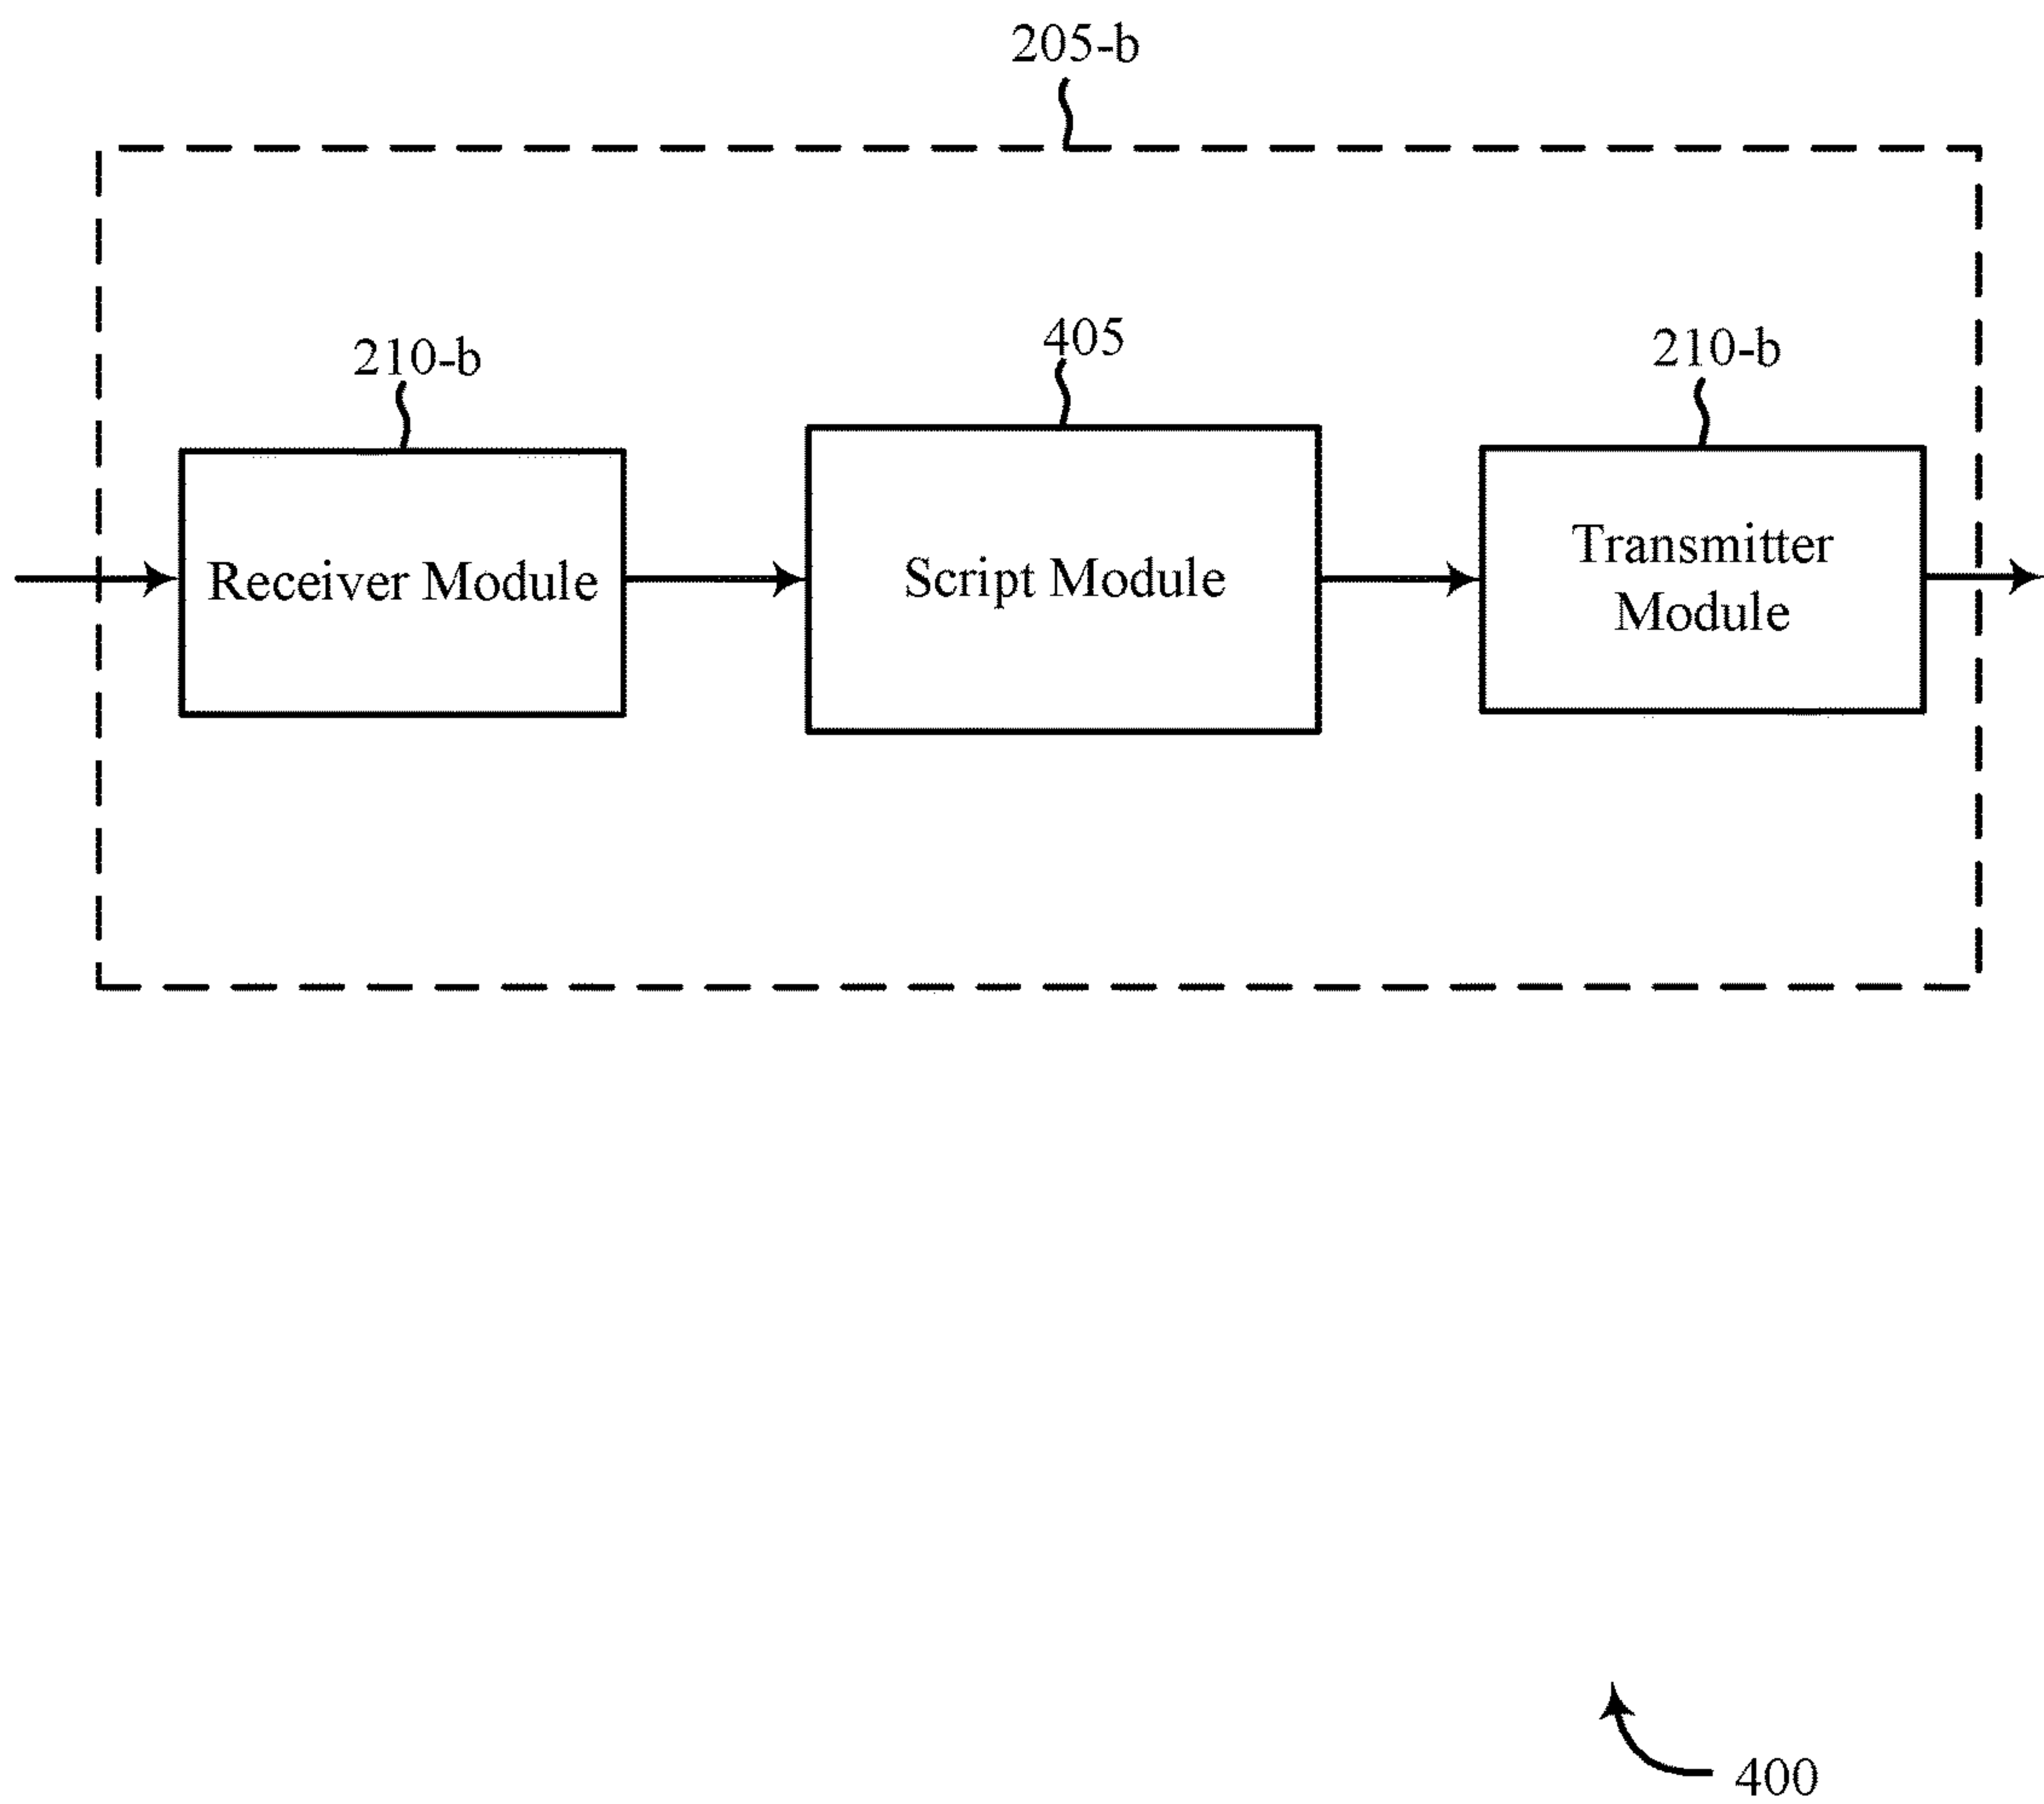 205-b
210-b
405
210-b
Receiver Module
Script Module
Transmitter
Module
400